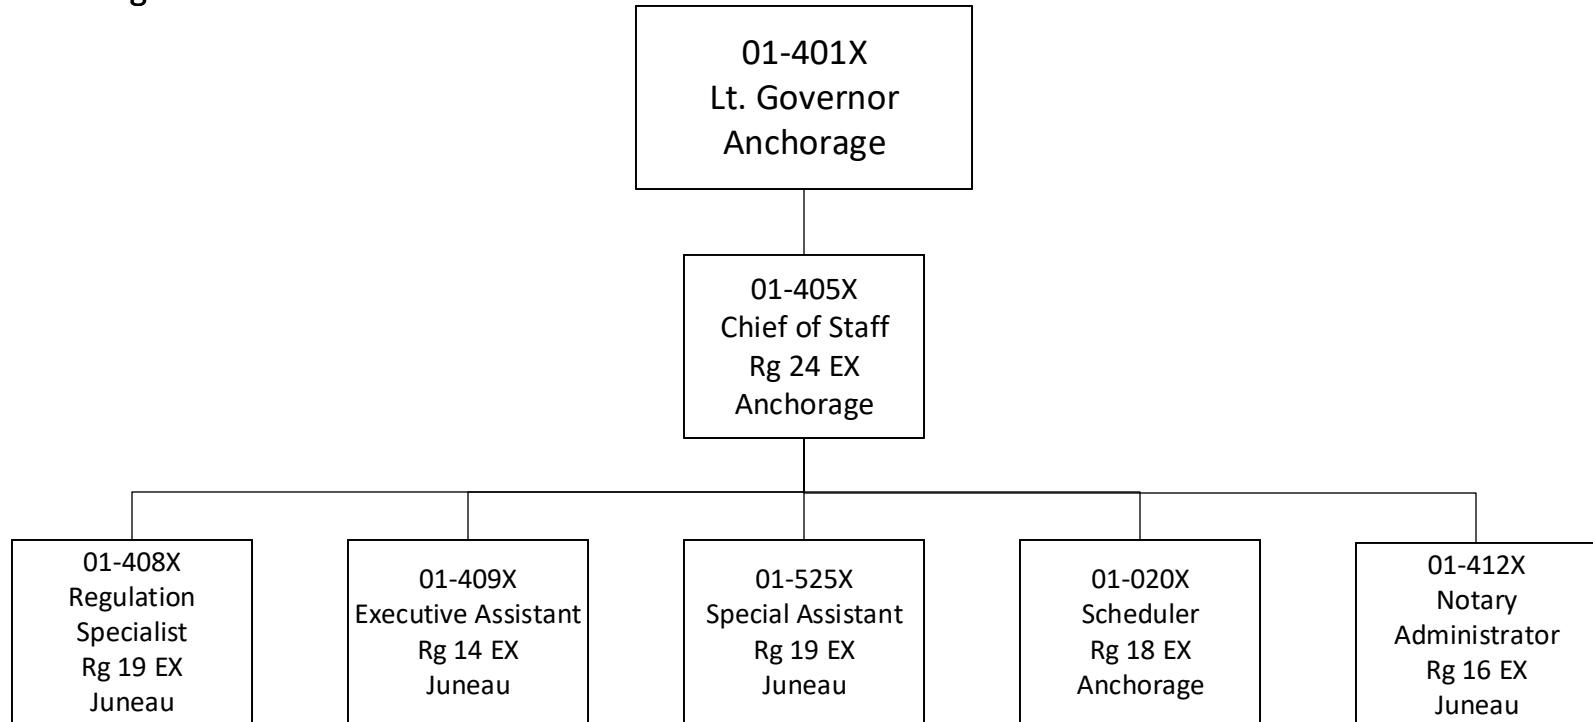 01-401X
Lt. Governor
Anchorage
01-405X
Chief of Staff
Rg 24 EX
Anchorage
01-408X
Regulation
Specialist
Rg 19 EX
Juneau
01-409X
Executive Assistant
Rg 14 EX
Juneau
01-525X
Special Assistant
Rg 19 EX
Juneau
01-020X
Scheduler
Rg 18 EX
Anchorage
01-412X
Notary
Administrator
Rg 16 EX
Juneau